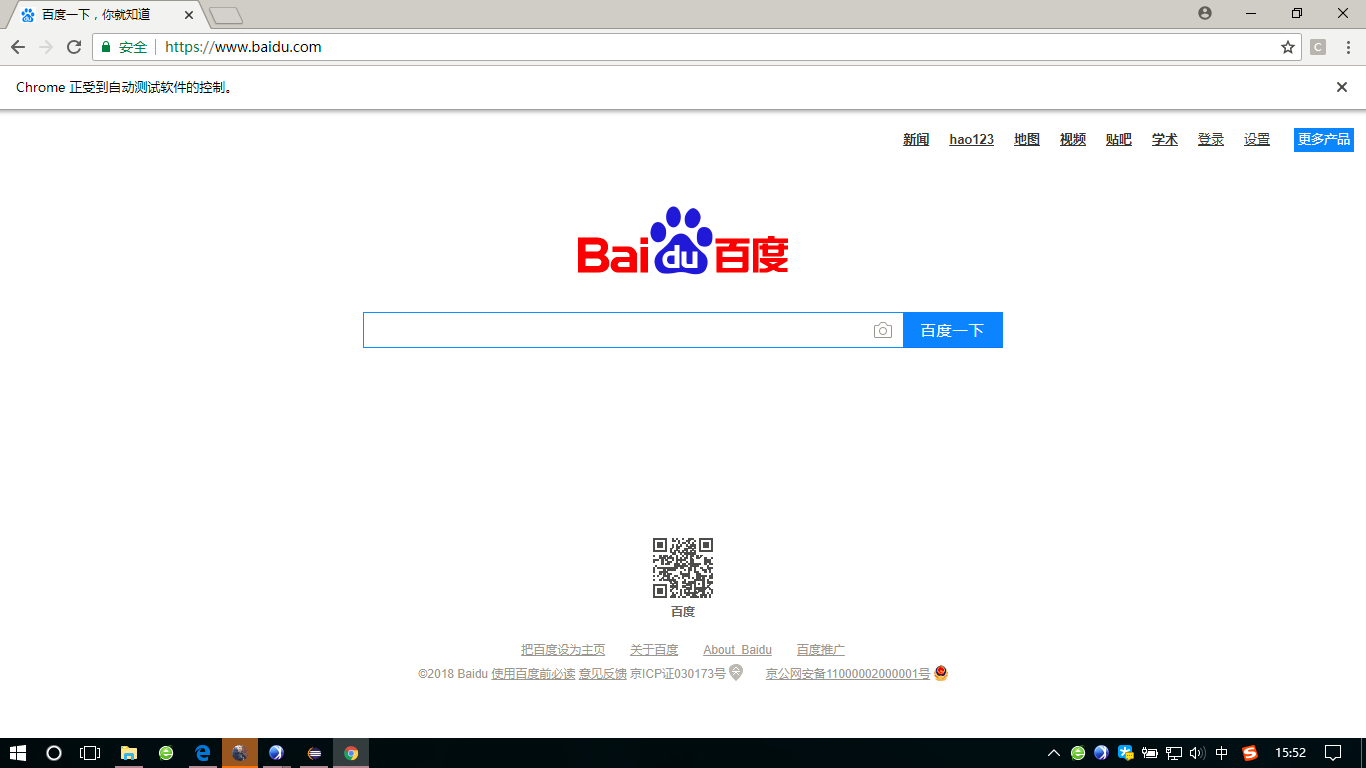 百度一下，你就知道
安全 https://www.baidu.com C
Chrome 正受到自动测试软件的控制。
新闻 hao123 地图 视频 贴吧 学术 登录 设置 更多产品
Baidu百度
百度一下
百度
把百度设为主页 关于百度 About Baidu 百度推广
©2018 Baidu 使用百度前必读 意见反馈 京ICP证030173号 京公网安备11000002000001号
中 S 15:52